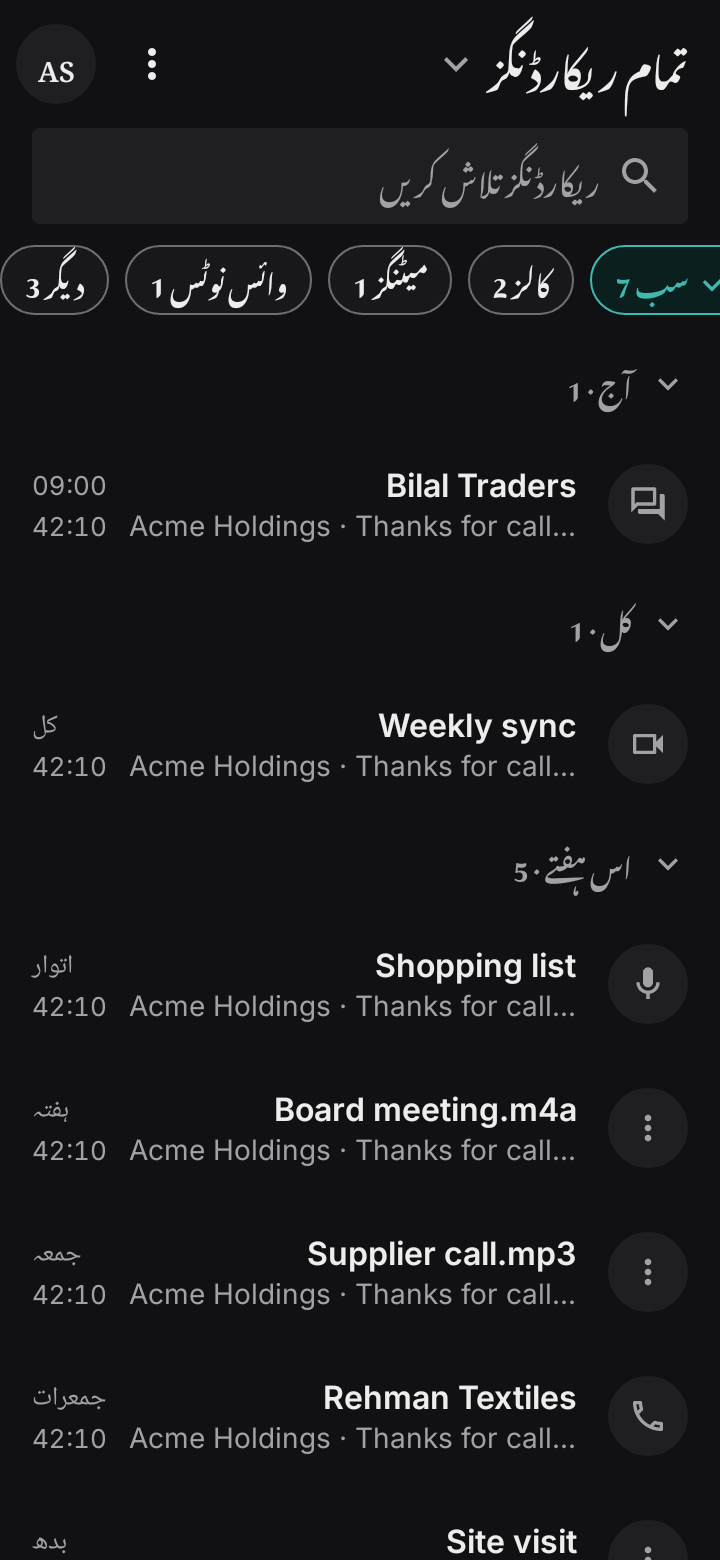 تمام ریکارڈنگز
AS
ریکارڈنگز تلاش کریں
سب 7
کالز 2
میٹنگز 1
وائس نوٹس 1
دیگر 3
آج · 1
Bilal Traders
09:00
Acme Holdings · Thanks for call...
42:10
کل · 1
Weekly sync
کل
Acme Holdings · Thanks for call...
42:10
اس ہفتے · 5
Shopping list
اتوار
Acme Holdings · Thanks for call...
42:10
Board meeting.m4a
ہفتہ
Acme Holdings · Thanks for call...
42:10
Supplier call.mp3
جمعہ
Acme Holdings · Thanks for call...
42:10
Rehman Textiles
جمعرات
Acme Holdings · Thanks for call...
42:10
Site visit
بدھ